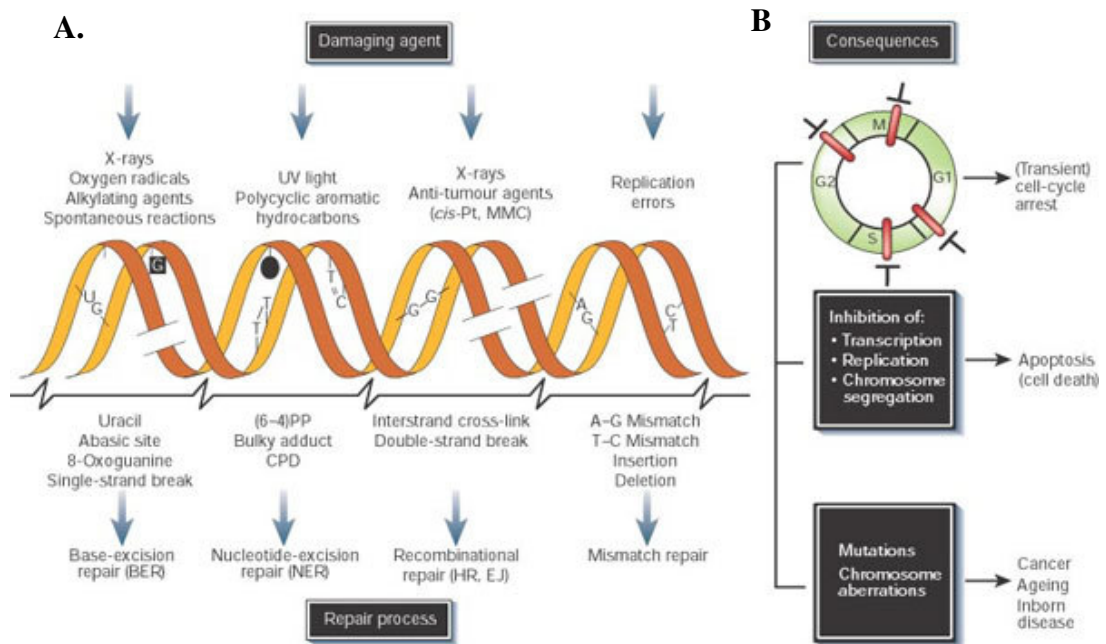 A.
Damaging agent
X-rays
Oxygen radicals
Alkylating agents
Spontaneous reactions
UV light
Polycyclic aromatic
hydrocarbons
X-rays
Anti-tumour agents
(cis-Pt, MMC)
Replication
errors
G
U
G
T
T
T
C
G
G
A
G
C
T
Uracil
Abasic site
8-Oxoguanine
Single-strand break
(6–4)PP
Bulky adduct
CPD
Interstrand cross-link
Double-strand break
A–G Mismatch
T–C Mismatch
Insertion
Deletion
Base-excision
repair (BER)
Nucleotide-excision
repair (NER)
Recombinational
repair (HR, EJ)
Mismatch repair
Repair process
B
Consequences
M
G1
G2
S
(Transient)
cell-cycle
arrest
Inhibition of:
• Transcription
• Replication
• Chromosome
segregation
Apoptosis
(cell death)
Mutations
Chromosome
aberrations
Cancer
Ageing
Inborn
disease